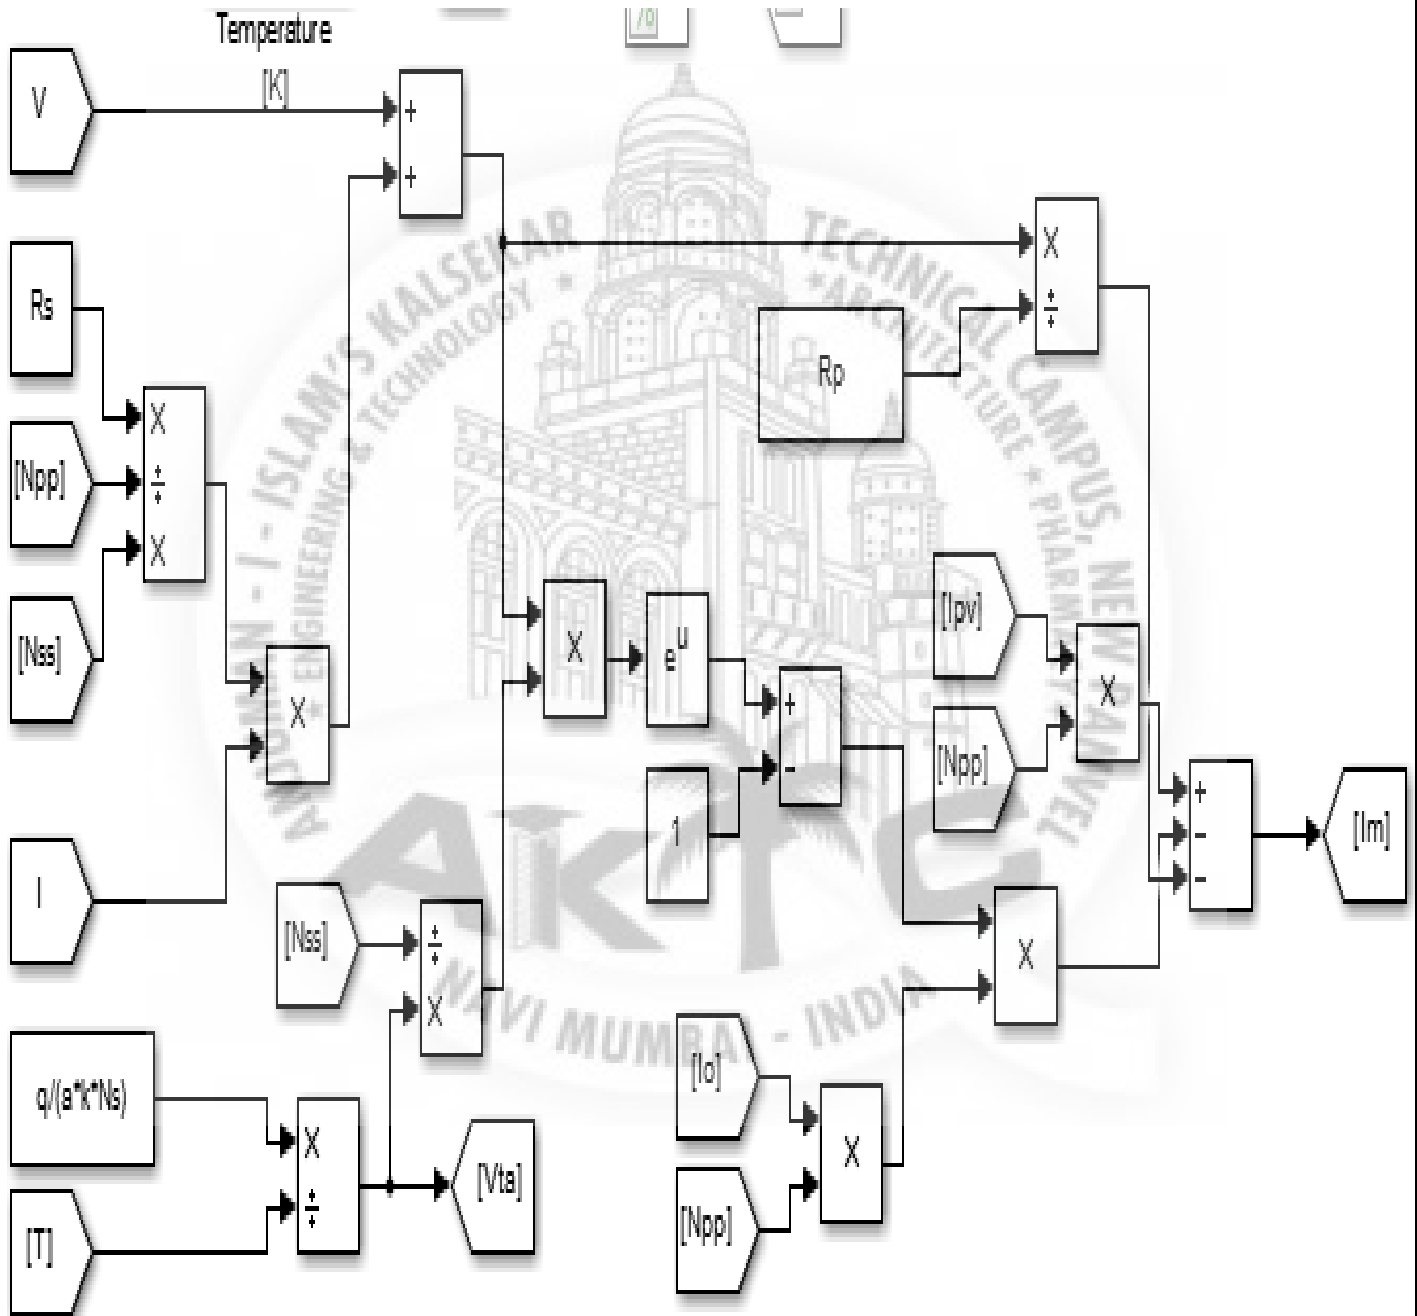 Temperature
[K]
V
+
+
Rs
X
÷
X
[Npp]
[Nss]
X
I
X
÷
Rp
X
e^u
+
-
1
[Ipv]
[Npp]
X
+
-
-
[Im]
[Nss]
÷
X
X
q/(a*k*Ns)
X
÷
[T]
[Vta]
[Io]
[Npp]
X
ANJUMAN - I - ISLAM'S KALSEKAR TECHNICAL CAMPUS, NEW PANVEL
* ENGINEERING & TECHNOLOGY * * ARCHITECTURE * PHARMACY
AKTC
NAVI MUMBAI - INDIA